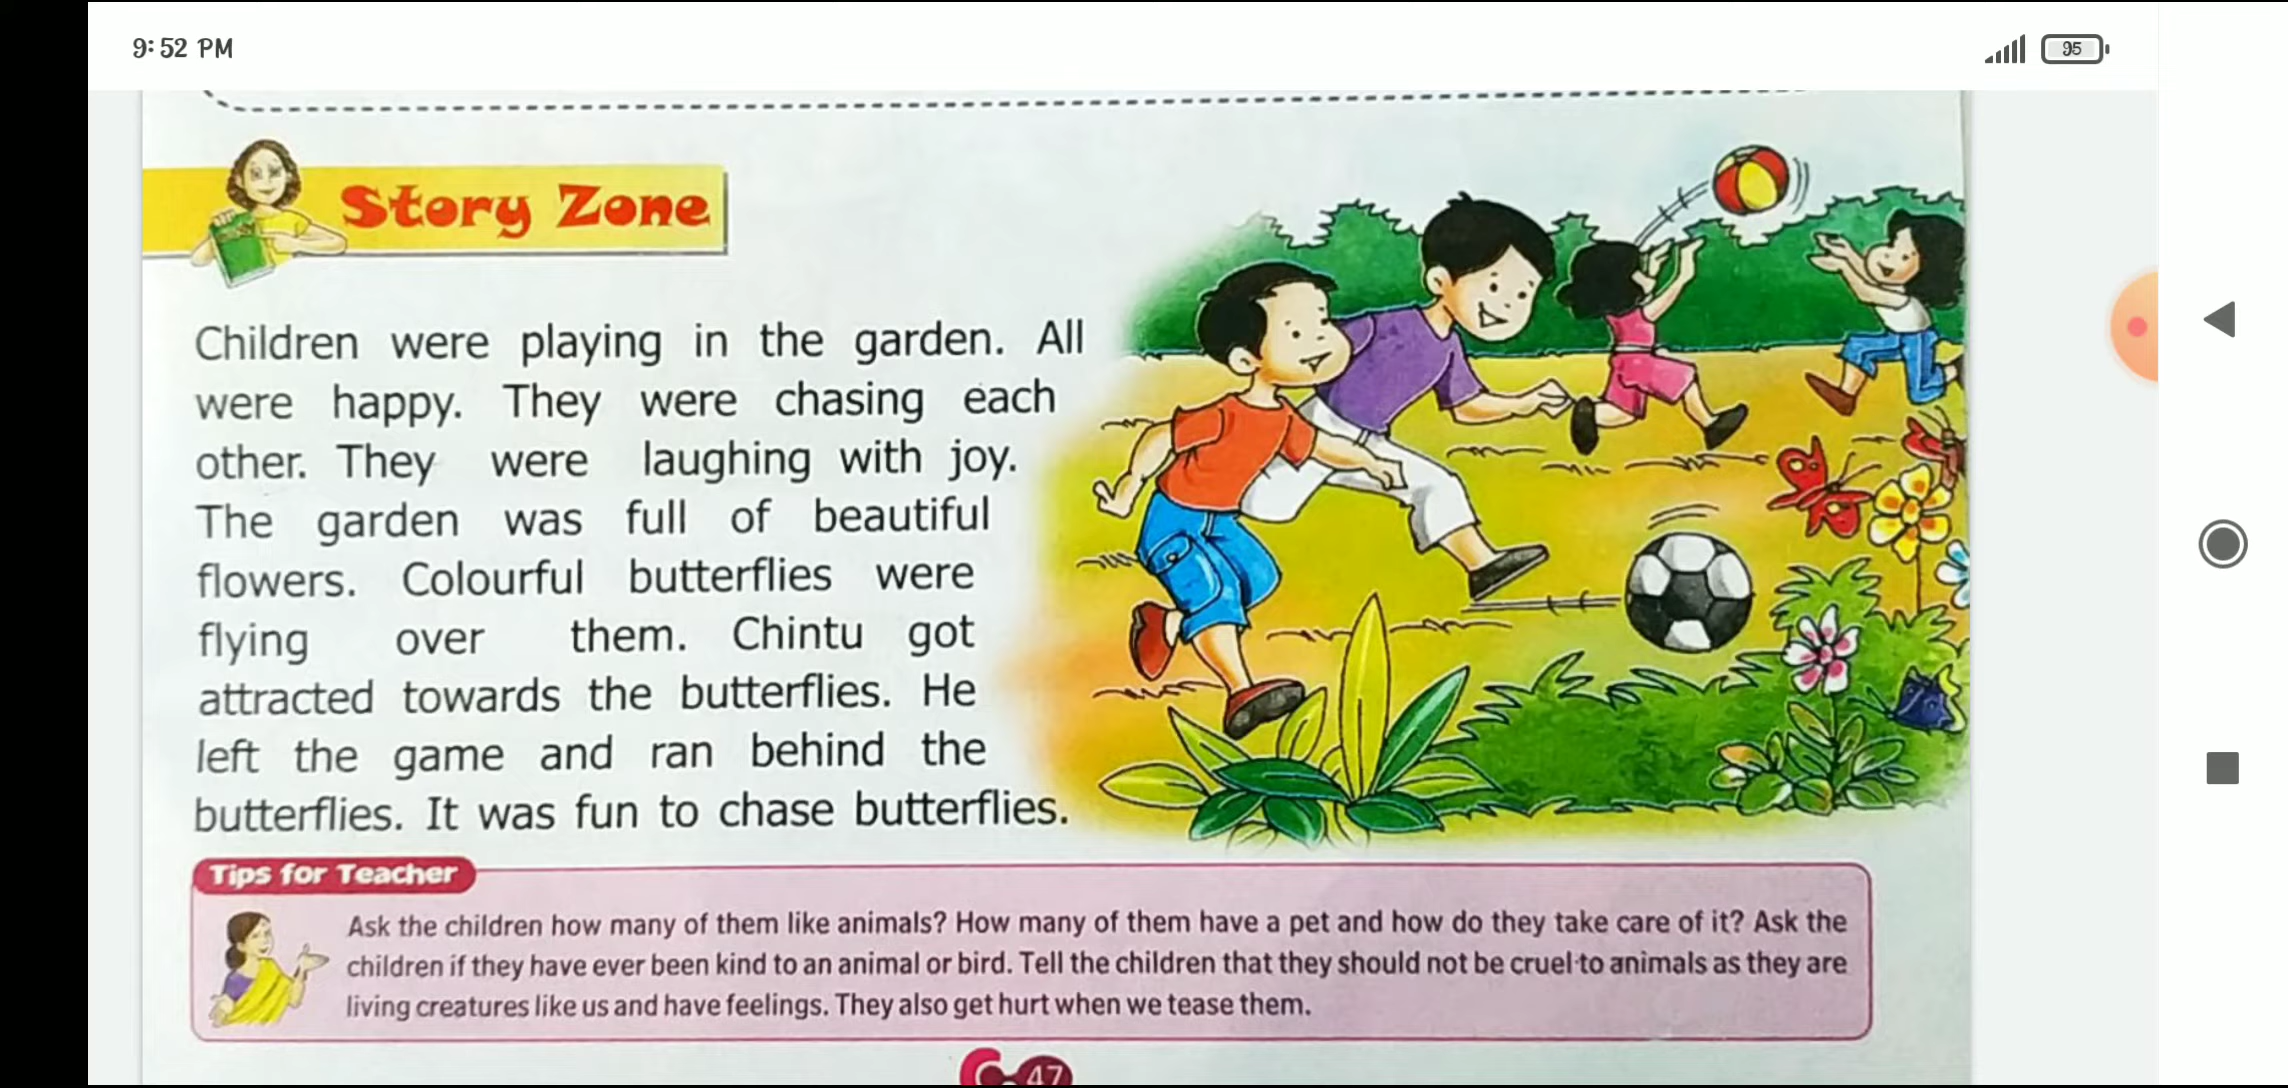 9:52 PM
95
Story Zone
Children were playing in the garden. All
were happy. They were chasing each
other. They were laughing with joy.
The garden was full of beautiful
flowers. Colourful butterflies were
flying over them. Chintu got
attracted towards the butterflies. He
left the game and ran behind the
butterflies. It was fun to chase butterflies.
Tips for Teacher
Ask the children how many of them like animals? How many of them have a pet and how do they take care of it? Ask the
children if they have ever been kind to an animal or bird. Tell the children that they should not be cruel to animals as they are
living creatures like us and have feelings. They also get hurt when we tease them.
47